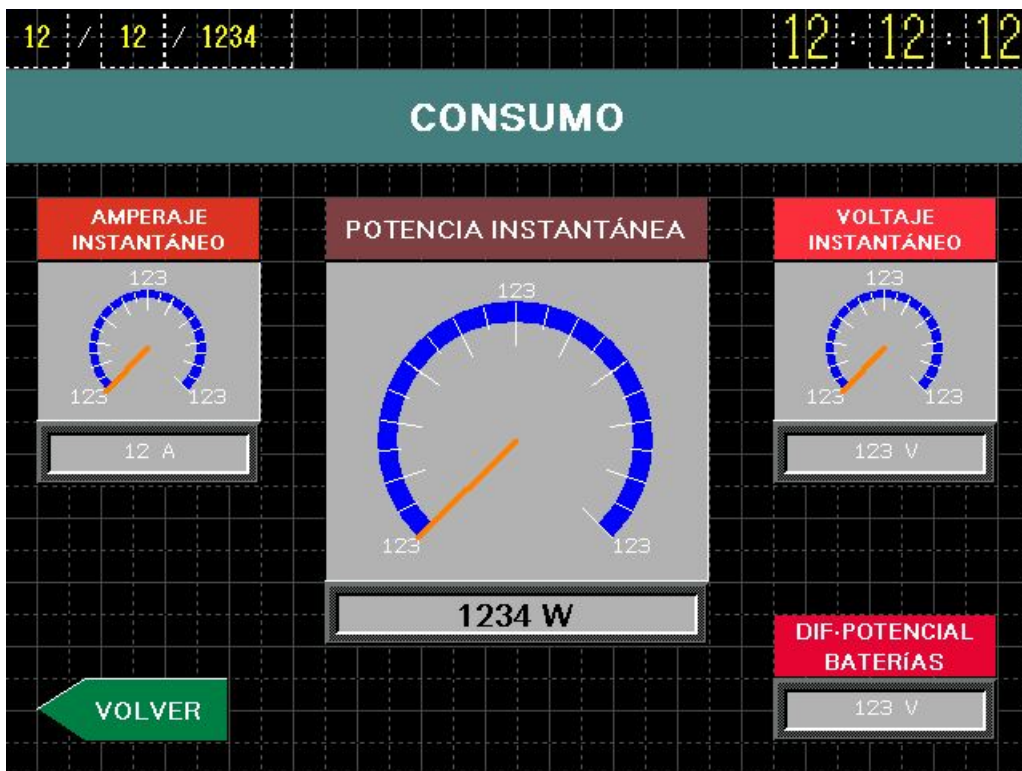 12 / 12 / 1234
12 : 12 : 12
CONSUMO
AMPERAJE
INSTANTÁNEO
123
123 123
12 A
POTENCIA INSTANTÁNEA
123
123 123
1234 W
VOLTAJE
INSTANTÁNEO
123
123 123
123 V
DIF·POTENCIAL
BATERÍAS
123 V
VOLVER